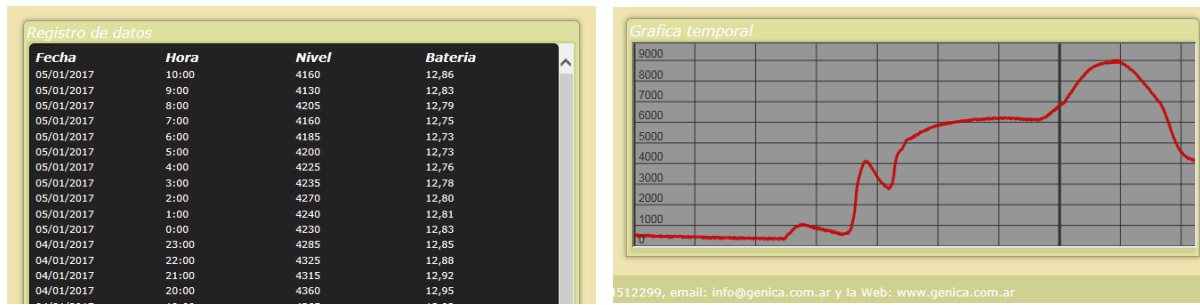 Registro de datos
Fecha Hora Nivel Bateria
05/01/2017 10:00 4160 12,86
05/01/2017 9:00 4130 12,83
05/01/2017 8:00 4205 12,79
05/01/2017 7:00 4160 12,75
05/01/2017 6:00 4185 12,73
05/01/2017 5:00 4200 12,73
05/01/2017 4:00 4225 12,76
05/01/2017 3:00 4235 12,78
05/01/2017 2:00 4270 12,80
05/01/2017 1:00 4240 12,81
05/01/2017 0:00 4230 12,83
04/01/2017 23:00 4285 12,85
04/01/2017 22:00 4325 12,88
04/01/2017 21:00 4315 12,92
04/01/2017 20:00 4360 12,95
Grafica temporal
9000
8000
7000
6000
5000
4000
3000
2000
1000
0
4512299, email: info@genica.com.ar y la Web: www.genica.com.ar